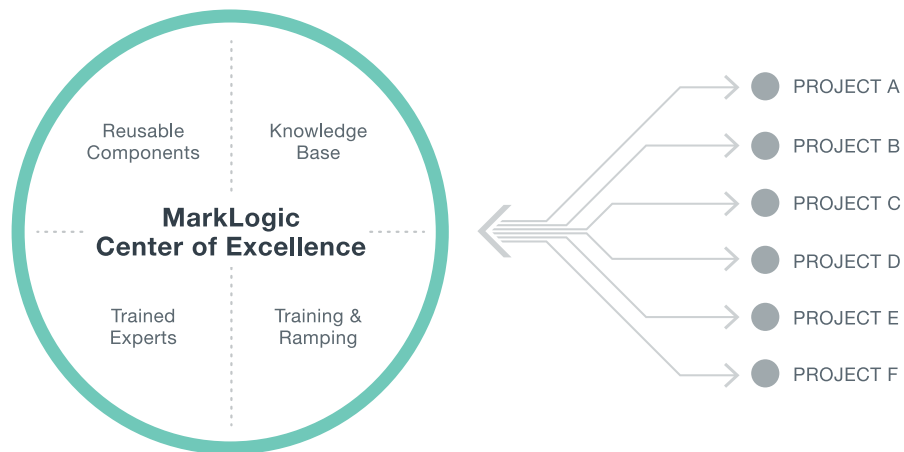 Reusable
Components
Knowledge
Base
MarkLogic
Center of Excellence
Trained
Experts
Training &
Ramping
PROJECT A
PROJECT B
PROJECT C
PROJECT D
PROJECT E
PROJECT F